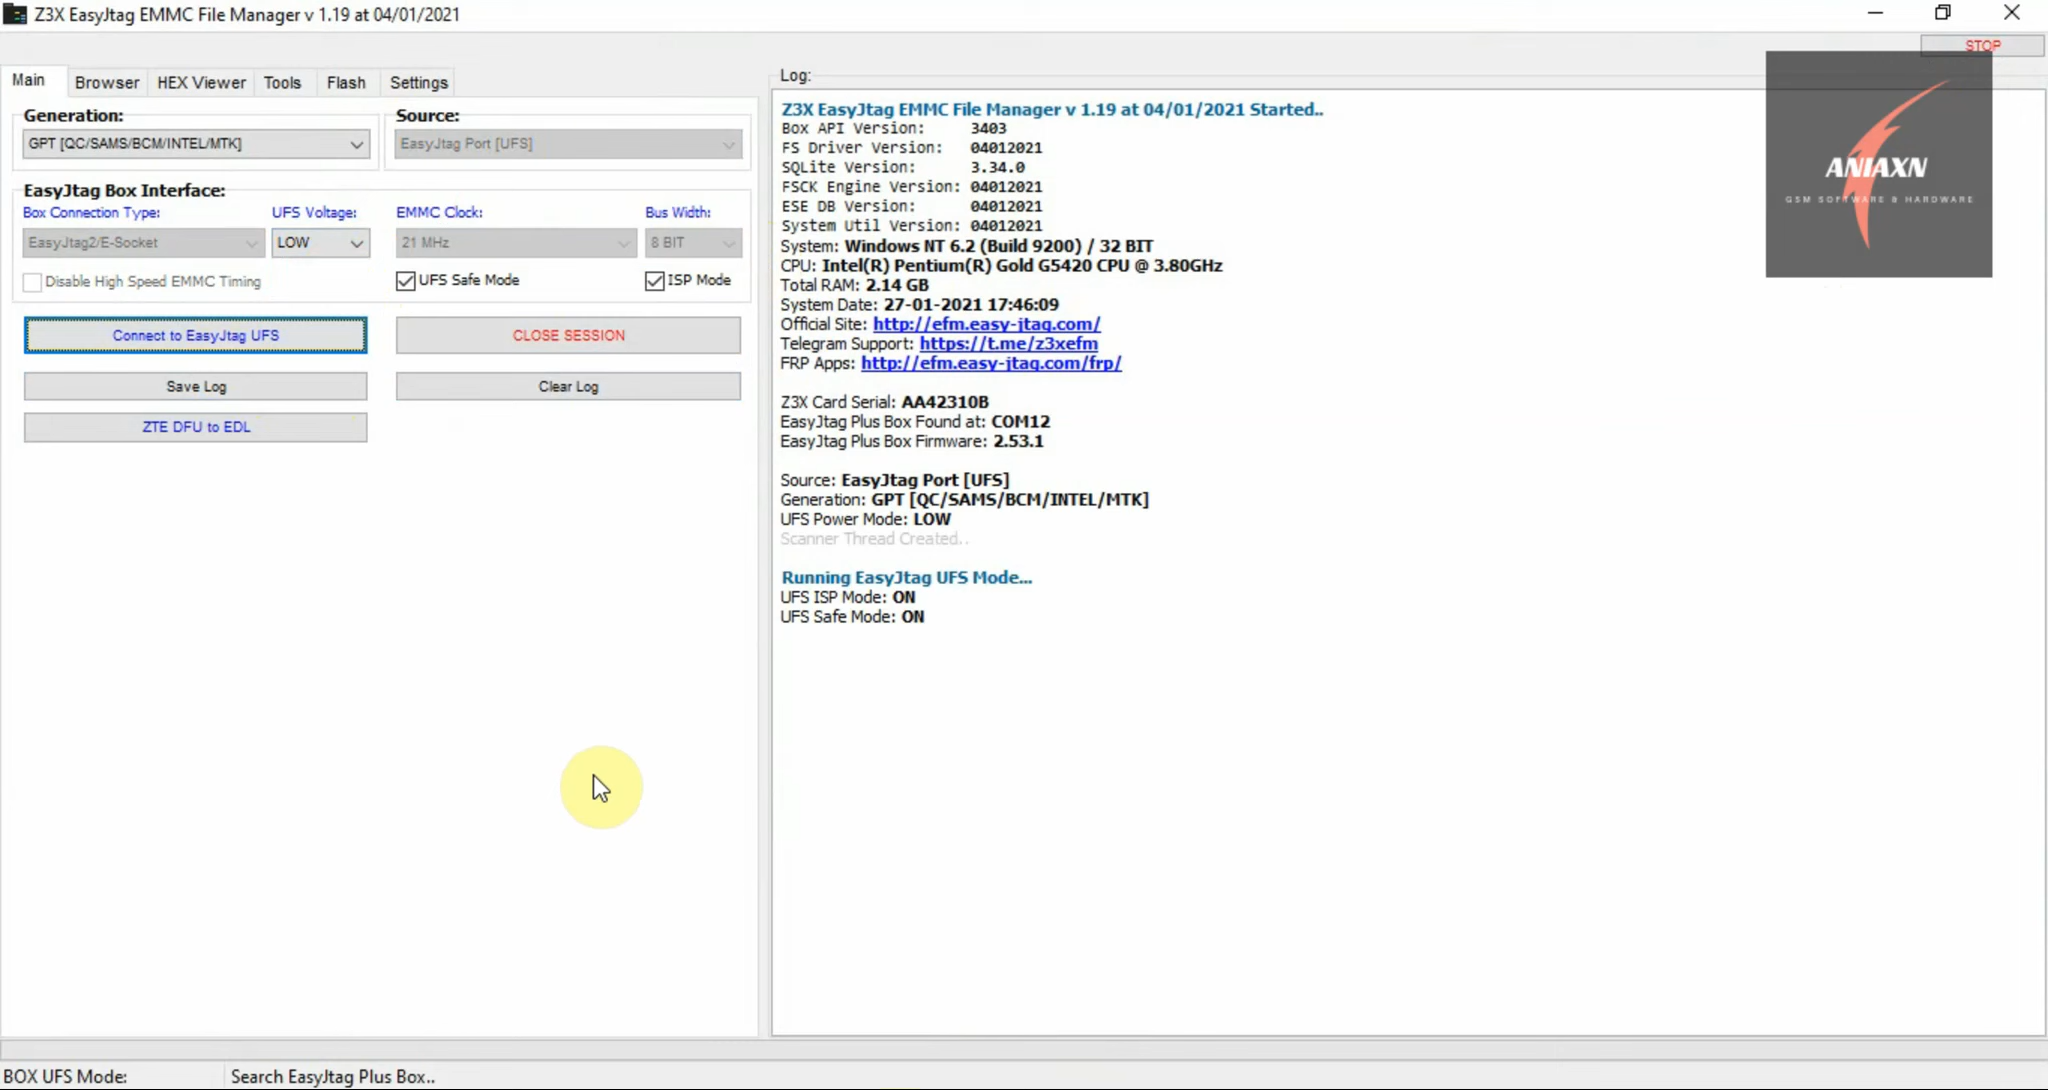 Z3X EasyJtag EMMC File Manager v 1.19 at 04/01/2021
STOP
Main Browser HEX Viewer Tools Flash Settings
Generation:
GPT [QC/SAMS/BCM/INTEL/MTK]
Source:
EasyJtag Port [UFS]
EasyJtag Box Interface:
Box Connection Type: UFS Voltage: EMMC Clock: Bus Width:
EasyJtag2/E-Socket LOW 21 MHz 8 BIT
Disable High Speed EMMC Timing UFS Safe Mode ISP Mode
Connect to EasyJtag UFS CLOSE SESSION
Save Log Clear Log
ZTE DFU to EDL
Log:
Z3X EasyJtag EMMC File Manager v 1.19 at 04/01/2021 Started..
Box API Version: 3403
FS Driver Version: 04012021
SQLite Version: 3.34.0
FSCK Engine Version: 04012021
ESE DB Version: 04012021
System Util Version: 04012021
System: Windows NT 6.2 (Build 9200) / 32 BIT
CPU: Intel(R) Pentium(R) Gold G5420 CPU @ 3.80GHz
Total RAM: 2.14 GB
System Date: 27-01-2021 17:46:09
Official Site: http://efm.easy-jtag.com/
Telegram Support: https://t.me/z3xefm
FRP Apps: http://efm.easy-jtag.com/frp/
Z3X Card Serial: AA42310B
EasyJtag Plus Box Found at: COM12
EasyJtag Plus Box Firmware: 2.53.1
Source: EasyJtag Port [UFS]
Generation: GPT [QC/SAMS/BCM/INTEL/MTK]
UFS Power Mode: LOW
Scanner Thread Created..
Running EasyJtag UFS Mode...
UFS ISP Mode: ON
UFS Safe Mode: ON
ANIAXN
GSM SOFTWARE & HARDWARE
BOX UFS Mode: Search EasyJtag Plus Box..